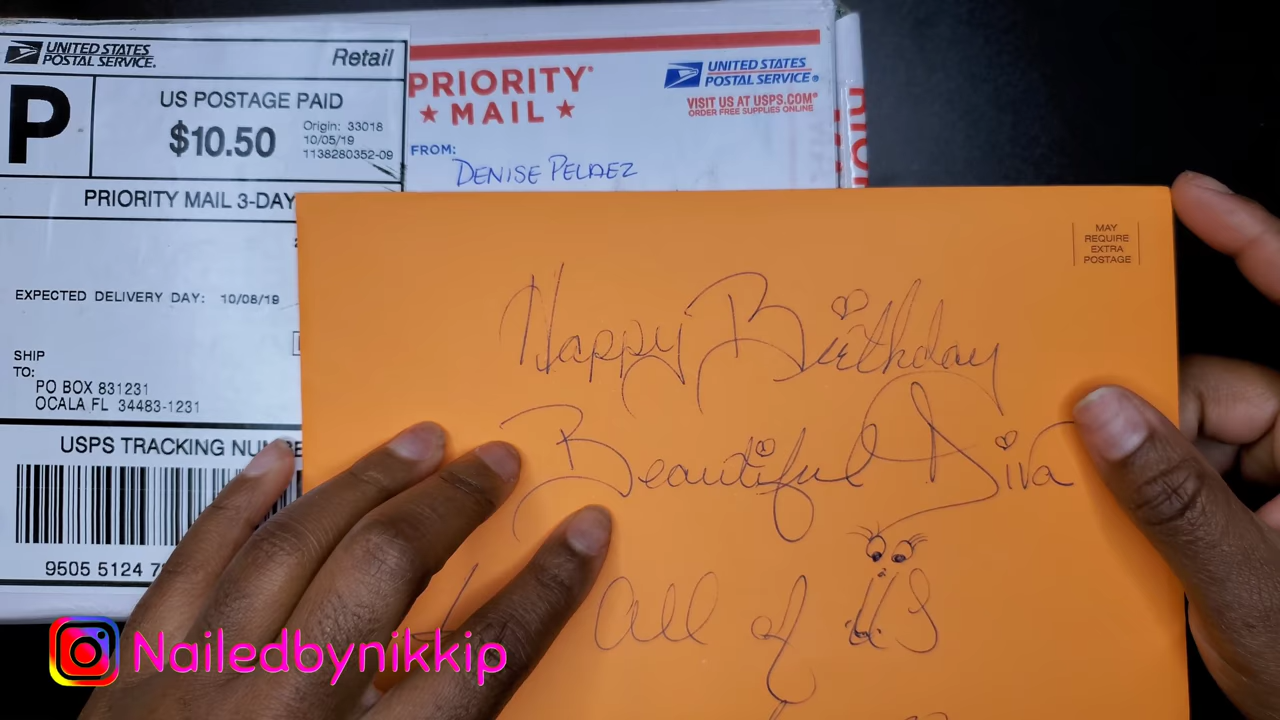 UNITED STATES
POSTAL SERVICE.
Retail
P
US POSTAGE PAID
$10.50
Origin: 33018
10/05/19
1138280352-09
PRIORITY MAIL 3-DAY
EXPECTED DELIVERY DAY: 10/08/19
SHIP
TO:
PO BOX 831231
OCALA FL 34483-1231
USPS TRACKING NUMBE
9505 5124 7
PRIORITY
MAIL
UNITED STATES
POSTAL SERVICE®
VISIT US AT USPS.COM®
ORDER FREE SUPPLIES ONLINE
FROM:
DENISE PELAEZ
MAY
REQUIRE
EXTRA
POSTAGE
Happy Birthday
Beautiful Diva
All of US
Nailedbynikkip